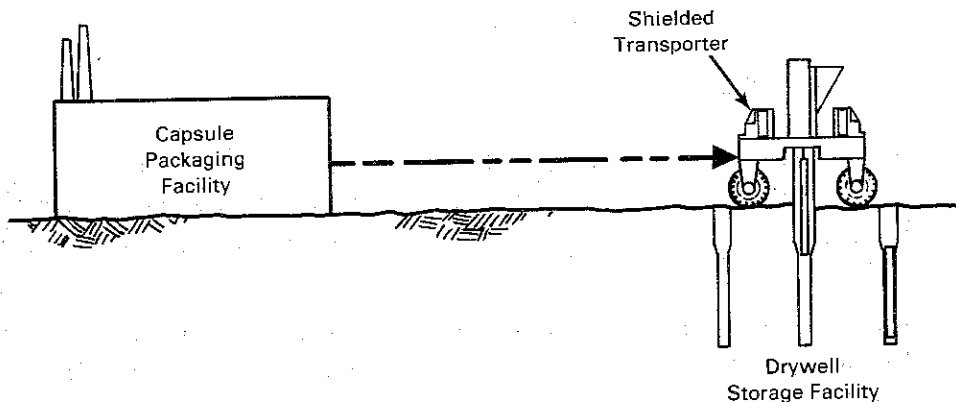 Shielded
Transporter
Capsule
Packaging
Facility
Drywell
Storage Facility